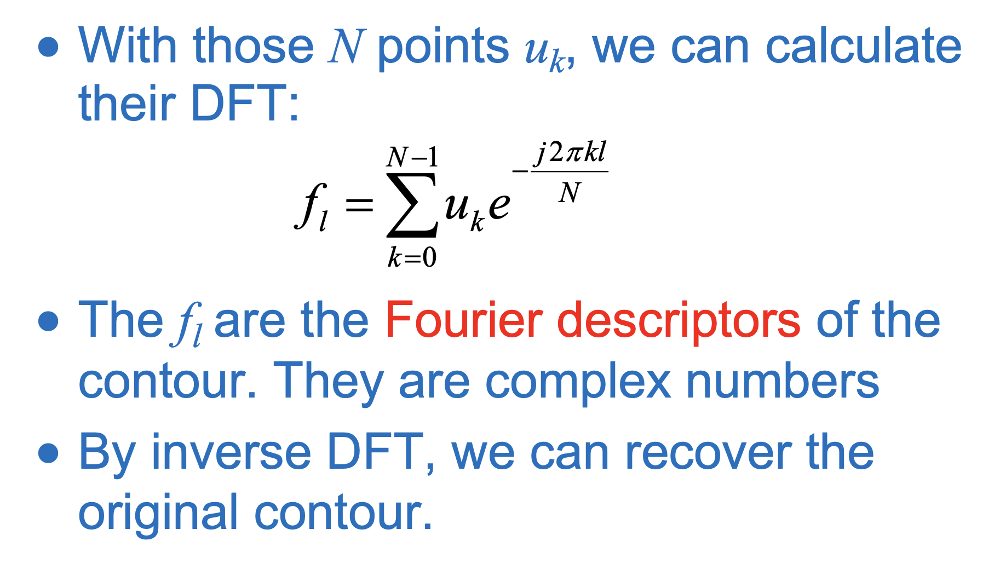 • With those N points uₖ, we can calculate
their DFT:
f_l = \sum_{k=0}^{N-1} u_k e^{-\frac{j2\pi kl}{N}}
• The f_l are the Fourier descriptors of the
contour. They are complex numbers
• By inverse DFT, we can recover the
original contour.